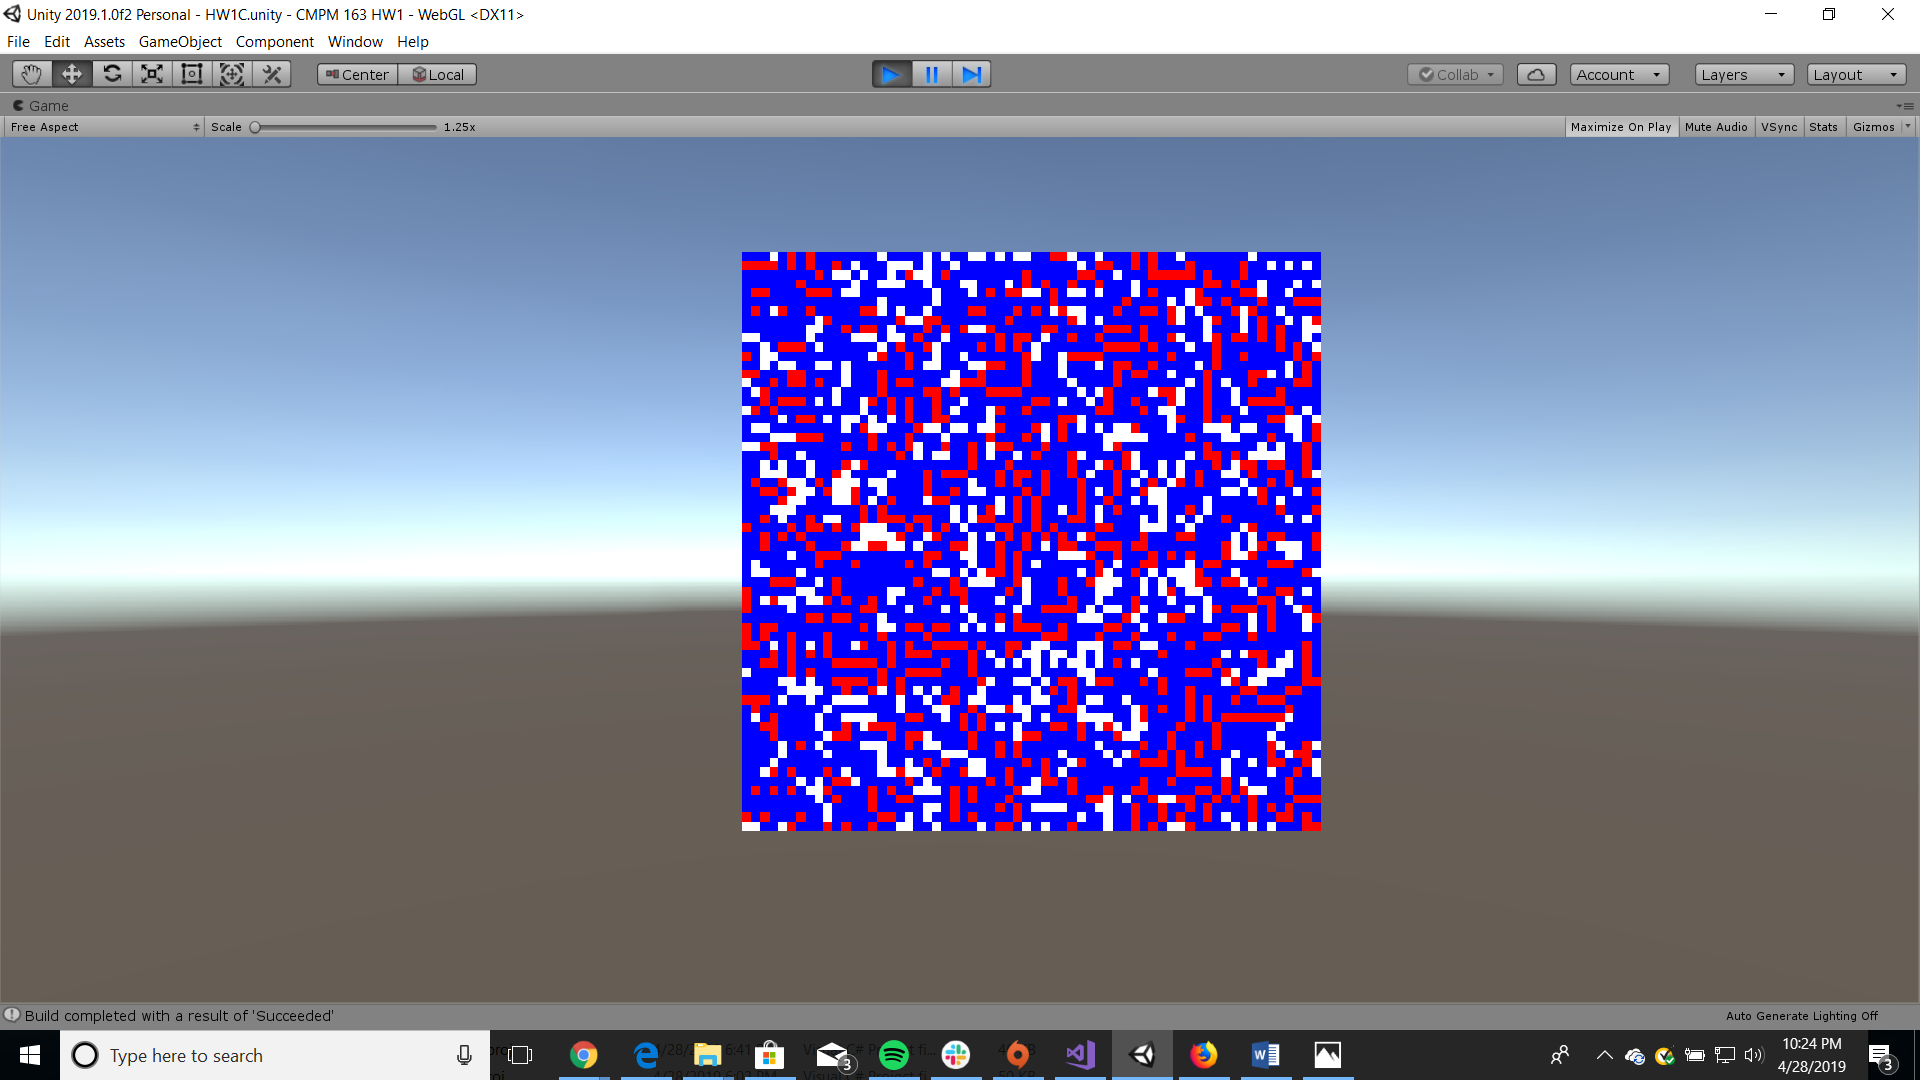 Unity 2019.1.0f2 Personal - HW1C.unity - CMPM 163 HW1 - WebGL <DX11>
File Edit Assets GameObject Component Window Help
Center Local Collab Account Layers Layout
Game
Free Aspect Scale 1.25x Maximize On Play Mute Audio VSync Stats Gizmos
Build completed with a result of 'Succeeded'
Auto Generate Lighting Off
Type here to search
3
10:24 PM
4/28/2019
3